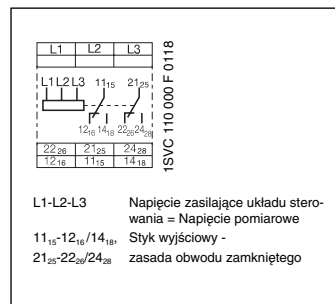 L1 L2 L3
L1 L2 L3 11₁₅ 21₂₅
12₁₆ 14₁₈ 22₂₆ 24₂₈
22₂₆ 21₂₅ 24₂₈
12₁₆ 11₁₅ 14₁₈
1SVC 110 000 F 0118
L1-L2-L3 Napięcie zasilające układu stero-
wania = Napięcie pomiarowe
11₁₅-12₁₆/14₁₈, Styk wyjściowy -
21₂₅-22₂₆/24₂₈ zasada obwodu zamkniętego